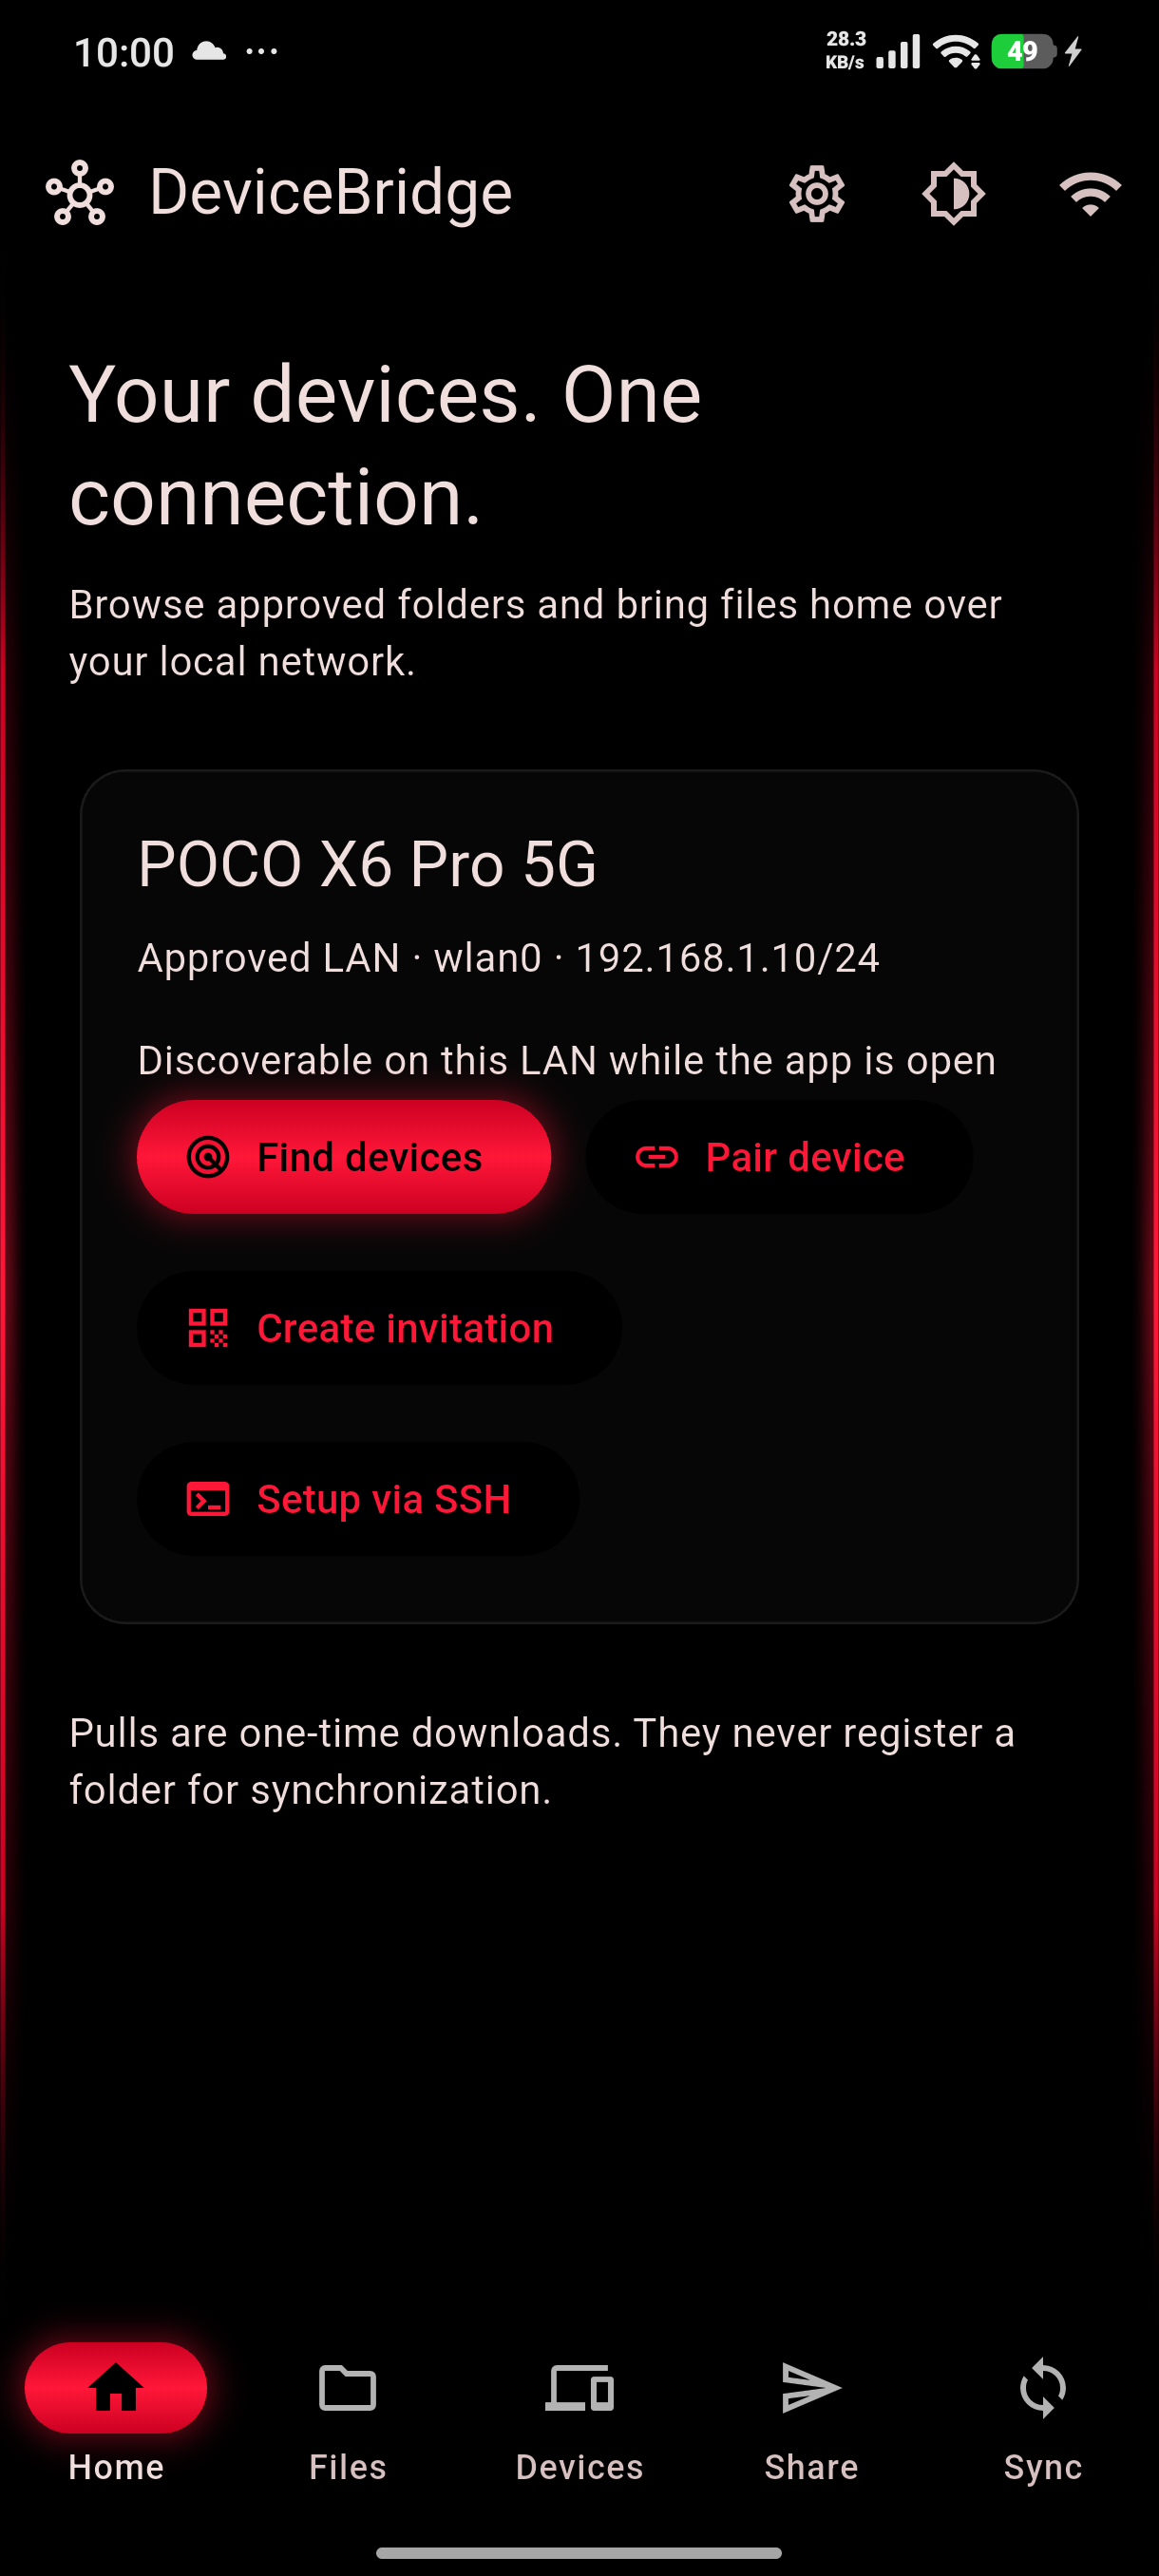 10:00
28.3
KB/s
49
DeviceBridge
Your devices. One
connection.
Browse approved folders and bring files home over
your local network.
POCO X6 Pro 5G
Approved LAN · wlan0 · 192.168.1.10/24
Discoverable on this LAN while the app is open
Find devices
Pair device
Create invitation
Setup via SSH
Pulls are one-time downloads. They never register a
folder for synchronization.
Home
Files
Devices
Share
Sync